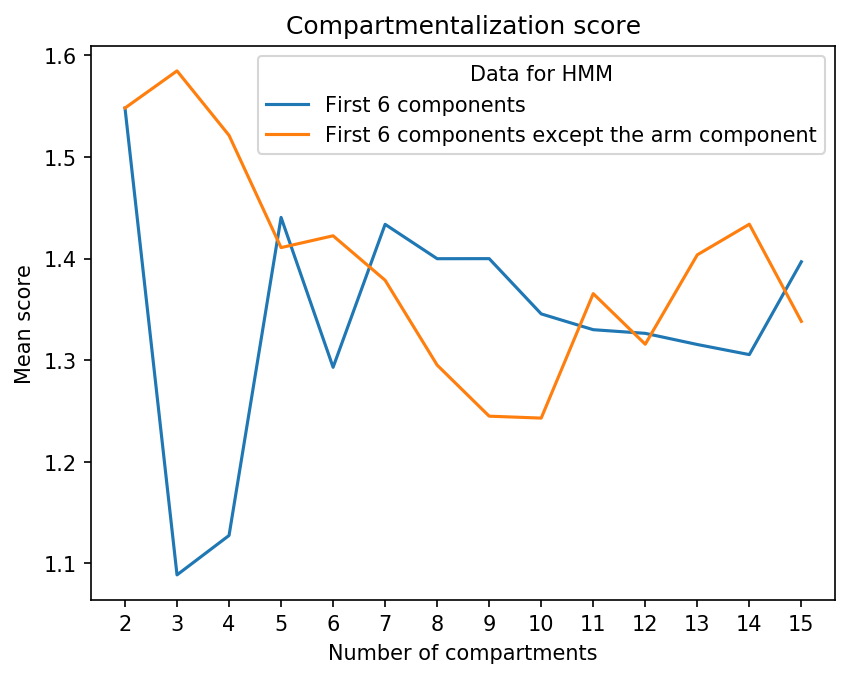 Compartmentalization score
Data for HMM
First 6 components
First 6 components except the arm component
Mean score
1.6
1.5
1.4
1.3
1.2
1.1
2 3 4 5 6 7 8 9 10 11 12 13 14 15
Number of compartments